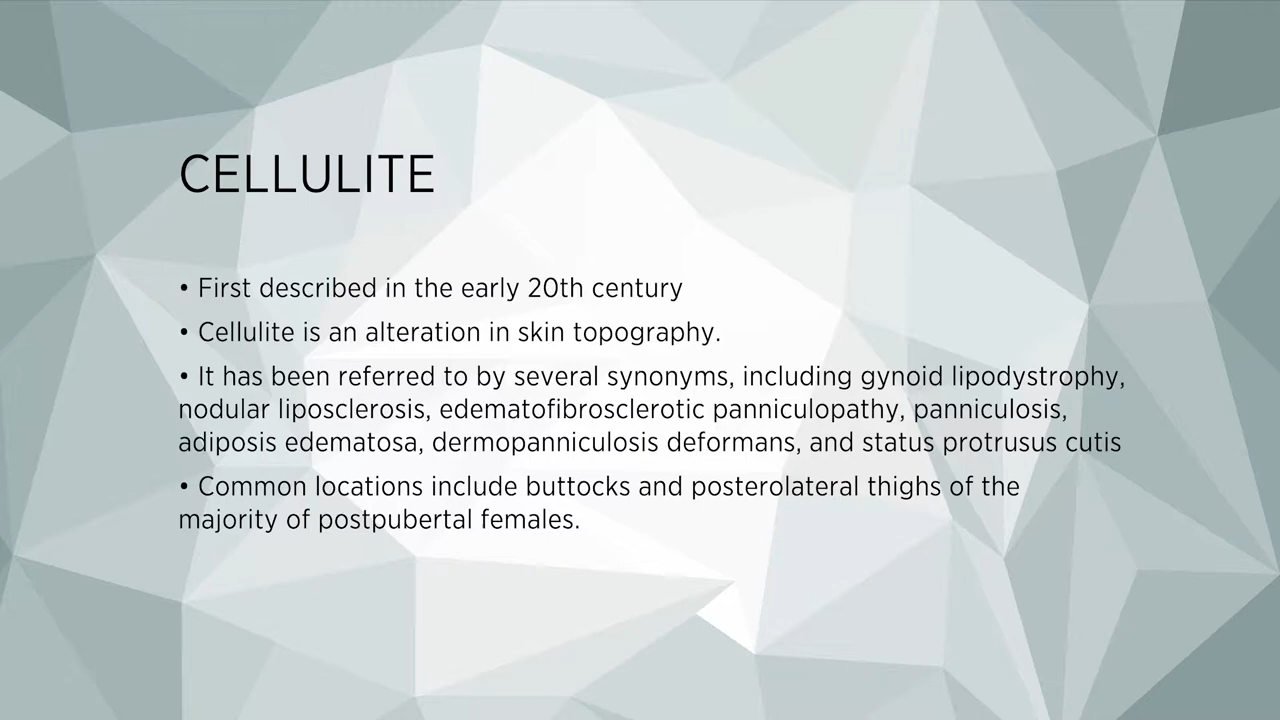 CELLULITE
• First described in the early 20th century
• Cellulite is an alteration in skin topography.
• It has been referred to by several synonyms, including gynoid lipodystrophy,
nodular liposclerosis, edematofibrosclerotic panniculopathy, panniculosis,
adiposis edematosa, dermopanniculosis deformans, and status protrusus cutis
• Common locations include buttocks and posterolateral thighs of the
majority of postpubertal females.